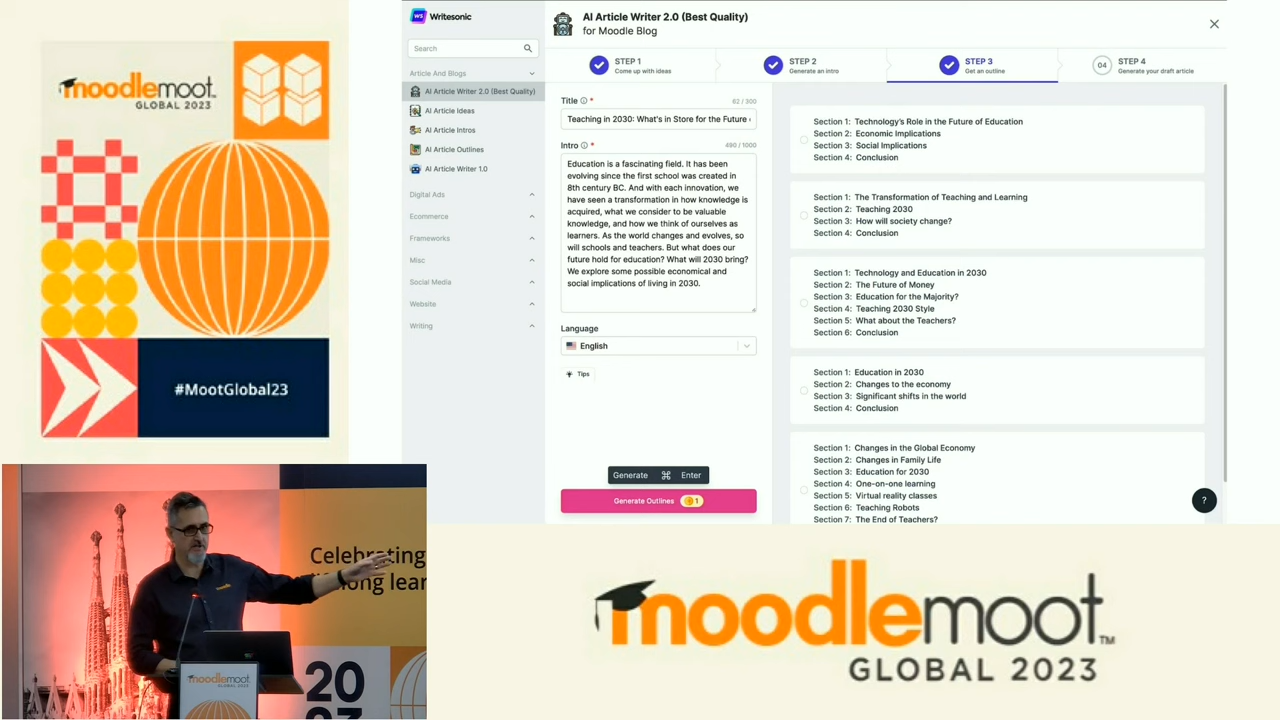 moodlemoot
GLOBAL 2023
#MootGlobal23
Writesonic
Search
Article And Blogs
AI Article Writer 2.0 (Best Quality)
AI Article Ideas
AI Article Intros
AI Article Outlines
AI Article Writer 1.0
Digital Ads
Ecommerce
Frameworks
Misc
Social Media
Website
Writing
AI Article Writer 2.0 (Best Quality)
for Moodle Blog
STEP 1
Come up with ideas
STEP 2
Generate an intro
STEP 3
Get an outline
04
STEP 4
Generate your draft article
Title * 62 / 300
Teaching in 2030: What's in Store for the Future
Intro * 490 / 1000
Education is a fascinating field. It has been
evolving since the first school was created in
8th century BC. And with each innovation, we
have seen a transformation in how knowledge
is acquired, what we consider to be valuable
knowledge, and how we think of ourselves as
learners. As the world changes and evolves, so
will schools and teachers. But what does our
future hold for education? What will 2030 bring?
We explore some possible economical and
social implications of living in 2030.
Language
English
Tips
Generate ⌘ Enter
Generate Outlines 1
Section 1: Technology's Role in the Future of Education
Section 2: Economic Implications
Section 3: Social Implications
Section 4: Conclusion
Section 1: The Transformation of Teaching and Learning
Section 2: Teaching 2030
Section 3: How will society change?
Section 4: Conclusion
Section 1: Technology and Education in 2030
Section 2: The Future of Money
Section 3: Education for the Majority?
Section 4: Teaching 2030 Style
Section 5: What about the Teachers?
Section 6: Conclusion
Section 1: Education in 2030
Section 2: Changes to the economy
Section 3: Significant shifts in the world
Section 4: Conclusion
Section 1: Changes in the Global Economy
Section 2: Changes in Family Life
Section 3: Education for 2030
Section 4: One-on-one learning
Section 5: Virtual reality classes
Section 6: Teaching Robots
Section 7: The End of Teachers?
?
Celebrating
long lear
moodle
moodlemoot
GLOBAL 2023
20
23
moodlemoot™
GLOBAL 2023